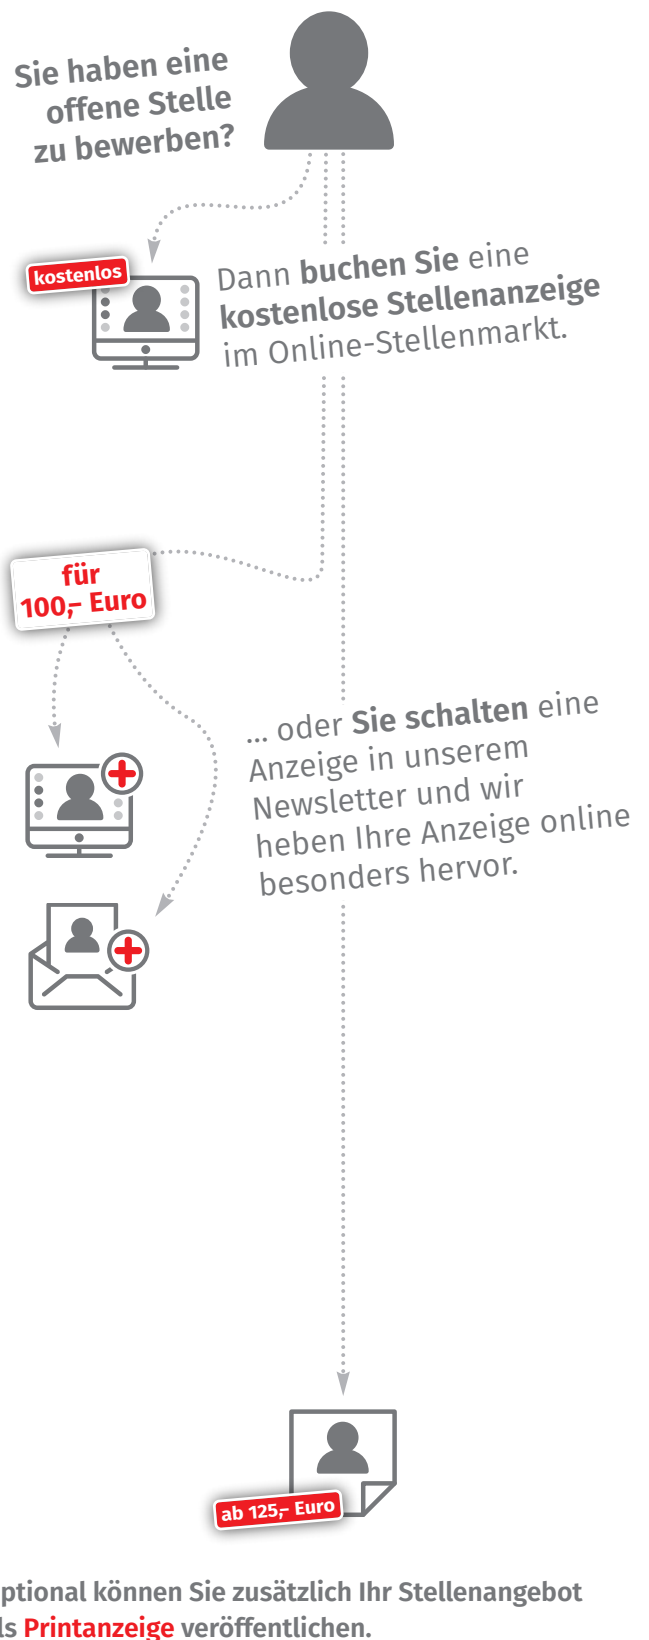 Sie haben eine
offene Stelle
zu bewerben?
kostenlos
Dann buchen Sie eine
kostenlose Stellenanzeige
im Online-Stellenmarkt.
für
100,– Euro
... oder Sie schalten eine
Anzeige in unserem
Newsletter und wir
heben Ihre Anzeige online
besonders hervor.
ab 125,– Euro
ptional können Sie zusätzlich Ihr Stellenangebot
ls Printanzeige veröffentlichen.